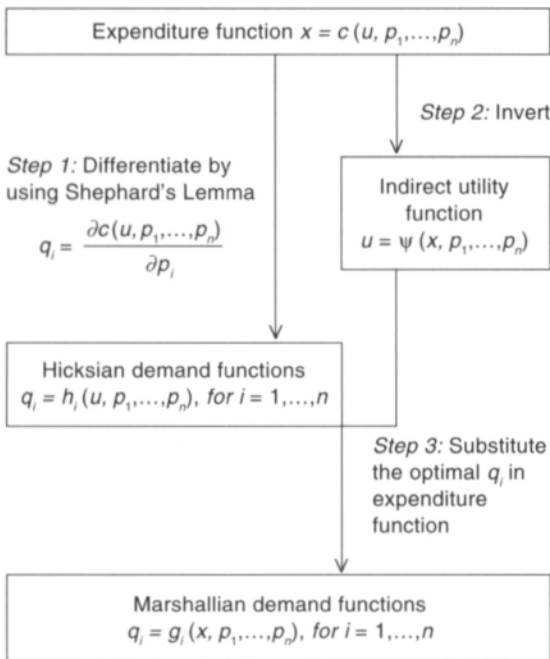 Expenditure function x = c (u, p₁,...,pₙ)
Step 2: Invert
Step 1: Differentiate by
using Shephard's Lemma
qᵢ = ∂c(u, p₁,...,pₙ) / ∂pᵢ
Indirect utility
function
u = ψ (x, p₁,...,pₙ)
Hicksian demand functions
qᵢ = hᵢ (u, p₁,...,pₙ), for i = 1,...,n
Step 3: Substitute
the optimal qᵢ in
expenditure
function
Marshallian demand functions
qᵢ = gᵢ (x, p₁,...,pₙ), for i = 1,...,n